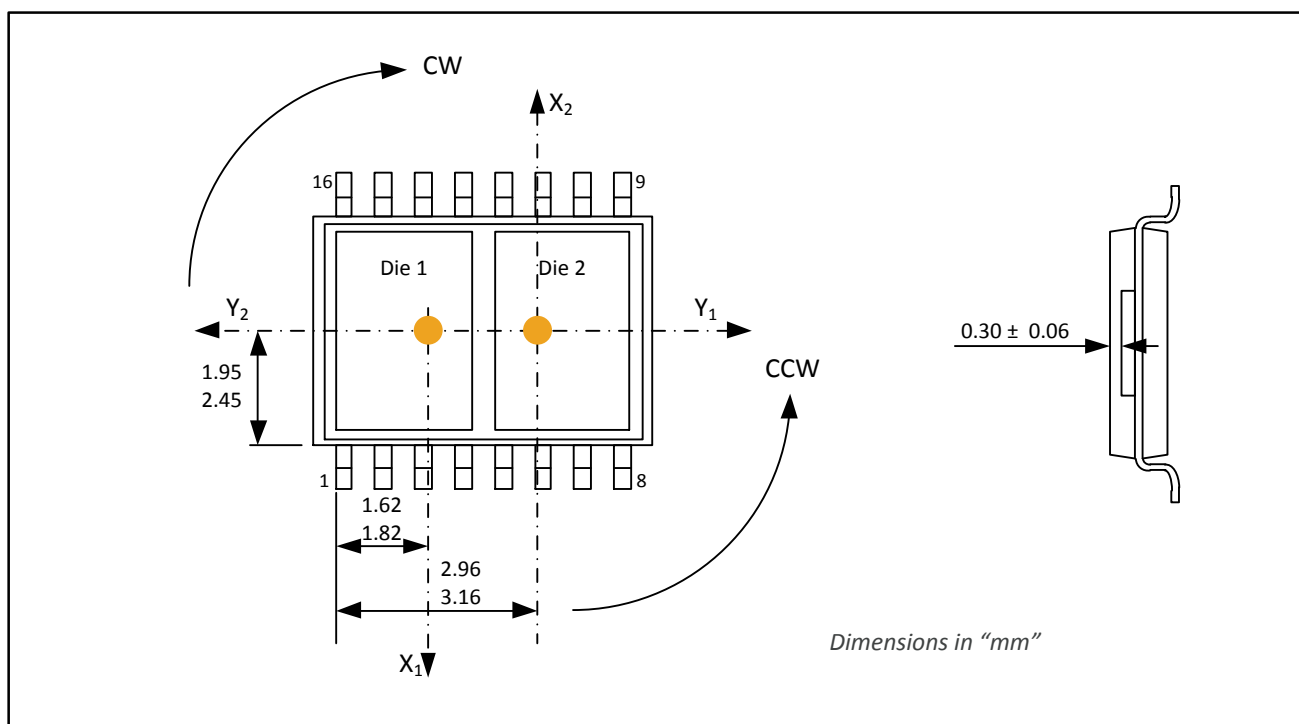 CW
X₂
16
9
Die 1
Die 2
Y₂
Y₁
0.30 ± 0.06
1.95
2.45
CCW
1
8
1.62
1.82
2.96
3.16
Dimensions in “mm”
X₁